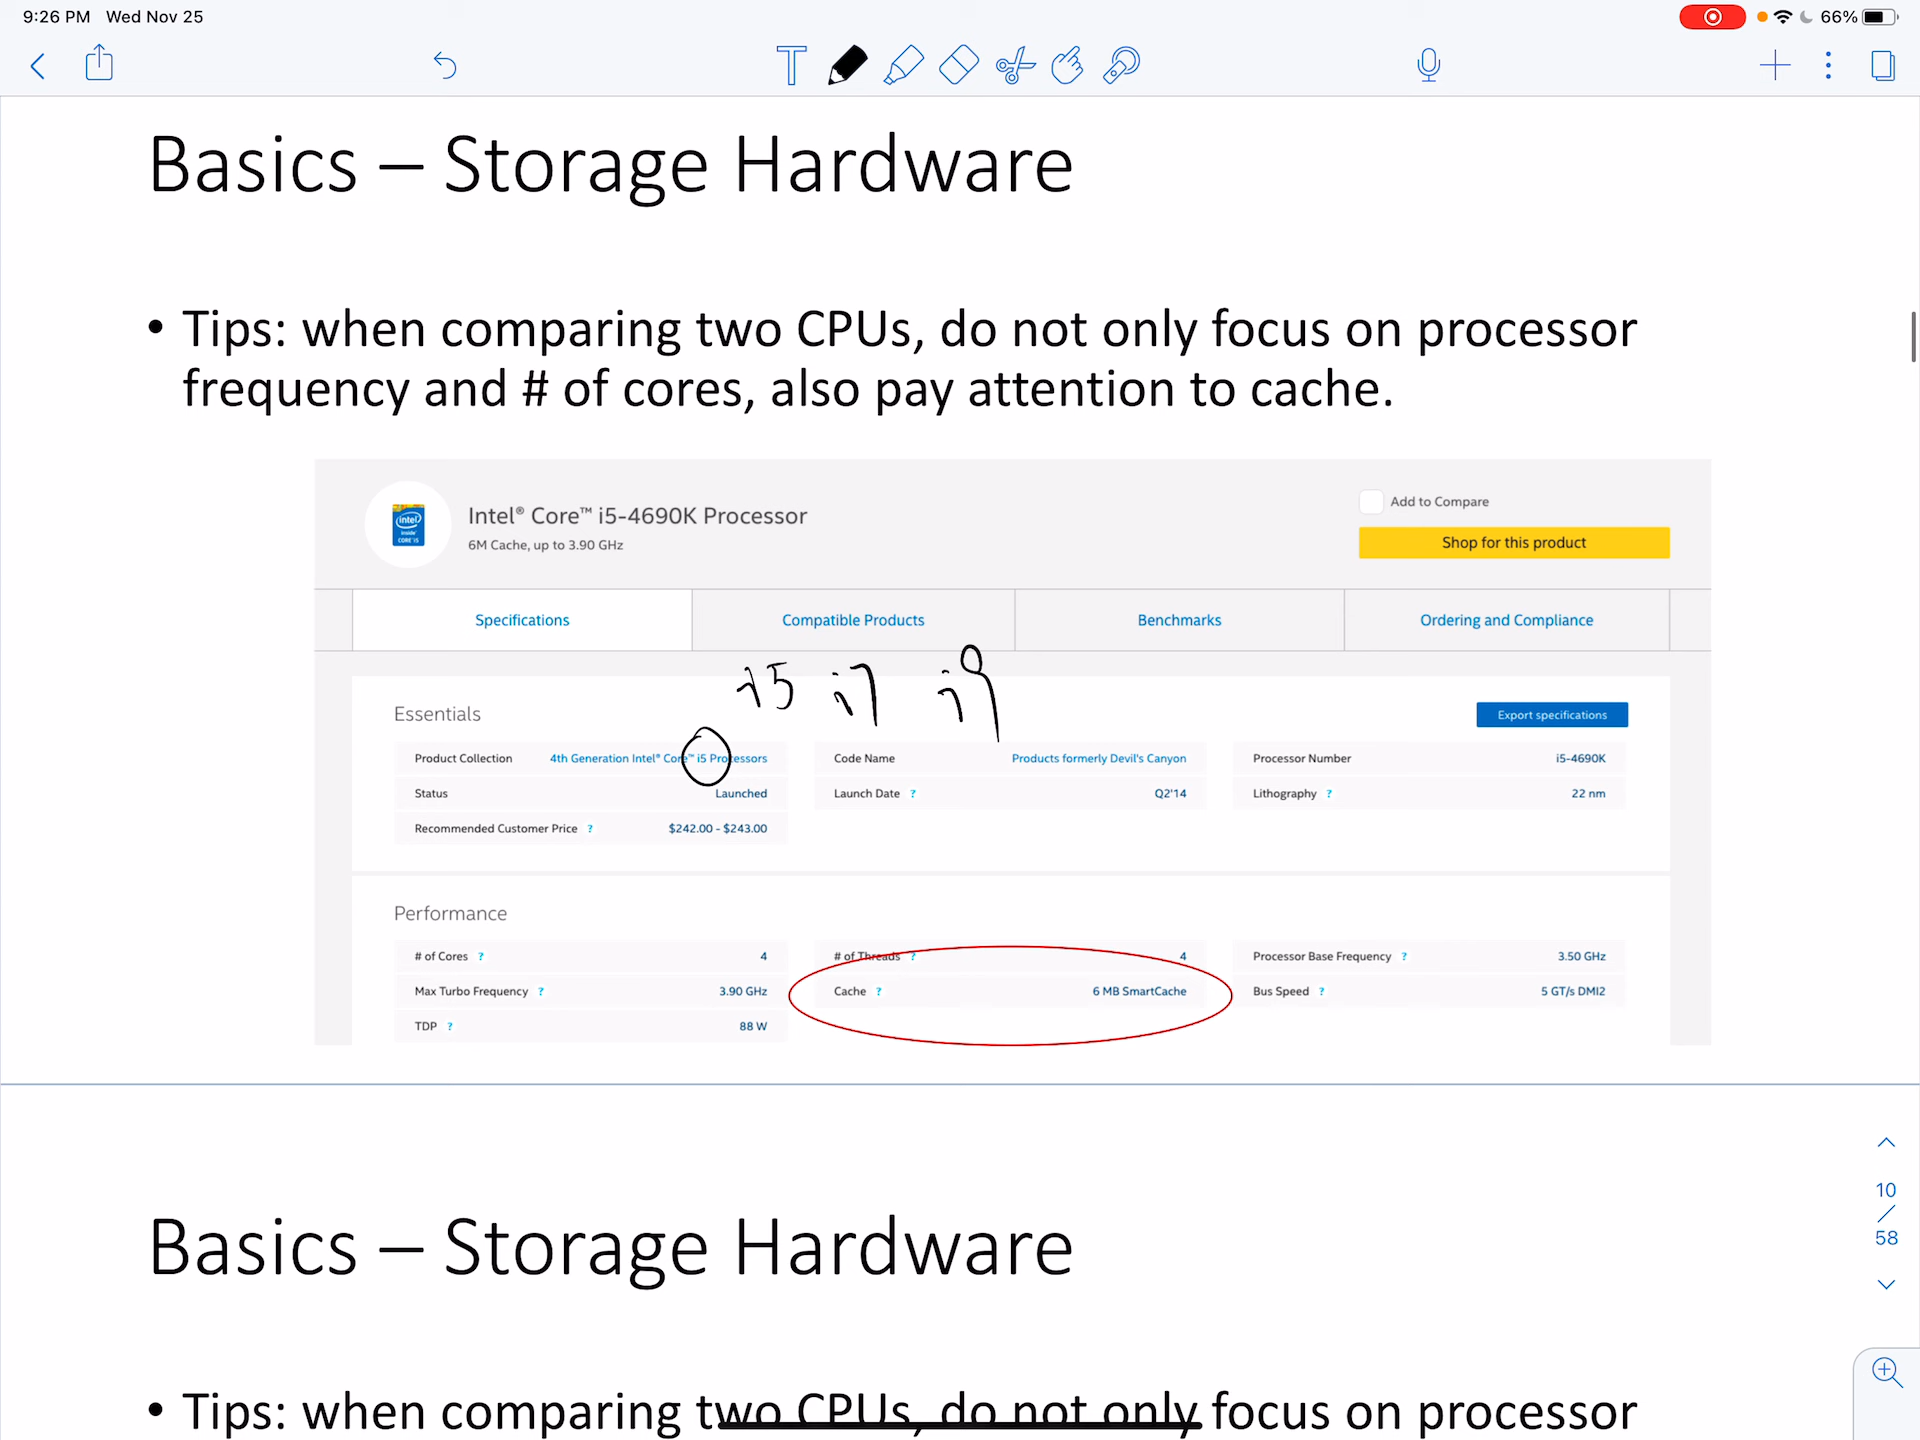 9:26 PM Wed Nov 25
66%
Basics – Storage Hardware
• Tips: when comparing two CPUs, do not only focus on processor
frequency and # of cores, also pay attention to cache.
Intel® Core™ i5-4690K Processor
6M Cache, up to 3.90 GHz
intel inside CORE i5
Add to Compare
Shop for this product
Specifications Compatible Products Benchmarks Ordering and Compliance
i5 i7 i9
Essentials
Export specifications
Product Collection 4th Generation Intel® Core™ i5 Processors
Status Launched
Recommended Customer Price ? $242.00 - $243.00
Code Name Products formerly Devil's Canyon
Launch Date ? Q2'14
Processor Number i5-4690K
Lithography ? 22 nm
Performance
# of Cores ? 4
Max Turbo Frequency ? 3.90 GHz
TDP ? 88 W
# of Threads ? 4
Cache ? 6 MB SmartCache
Processor Base Frequency ? 3.50 GHz
Bus Speed ? 5 GT/s DMI2
10
/
58
Basics – Storage Hardware
• Tips: when comparing two CPUs, do not only focus on processor